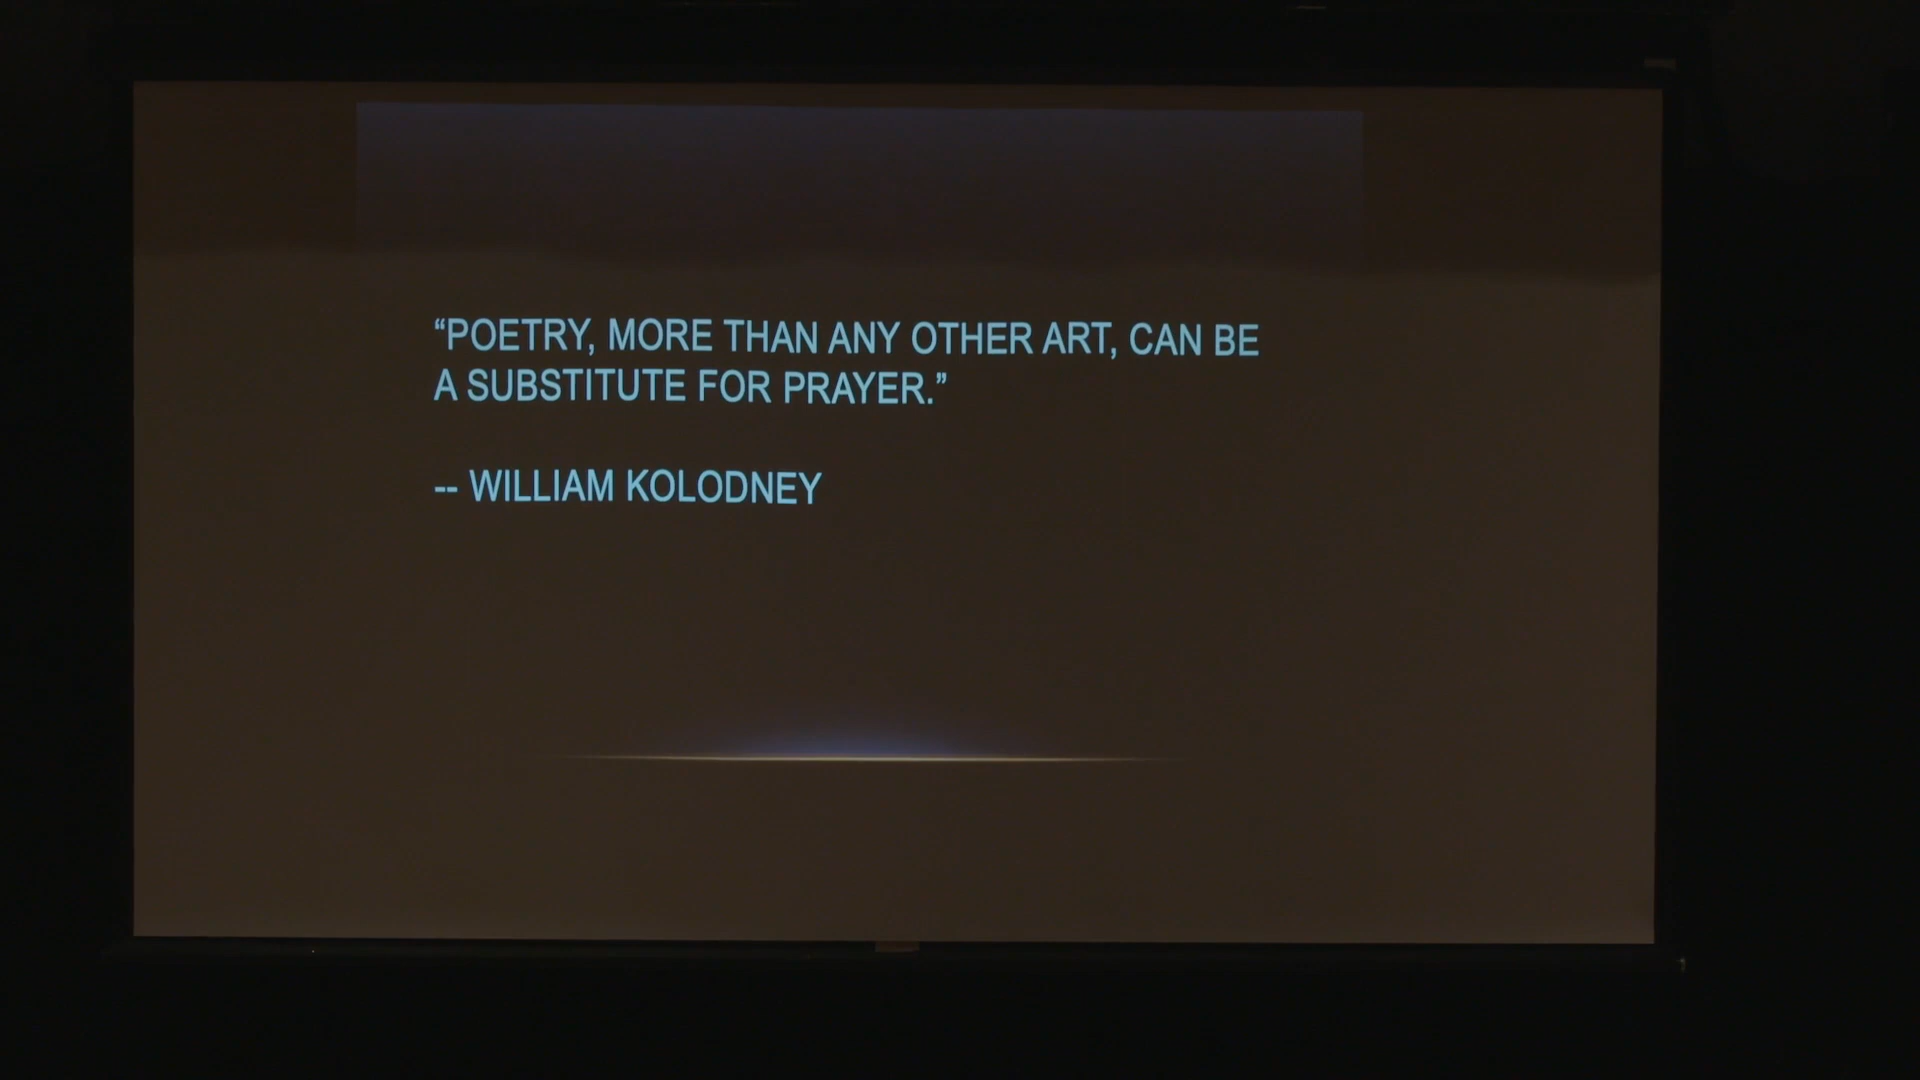 “POETRY, MORE THAN ANY OTHER ART, CAN BE
A SUBSTITUTE FOR PRAYER.”
-- WILLIAM KOLODNEY